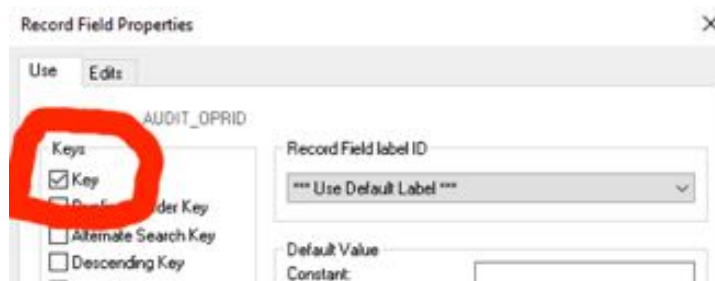 Record Field Properties
Use Edits
AUDIT_OPRID
Keys
Key
der Key
Alternate Search Key
Descending Key
Record Field label ID
*** Use Default Label ***
Default Value
Constant: